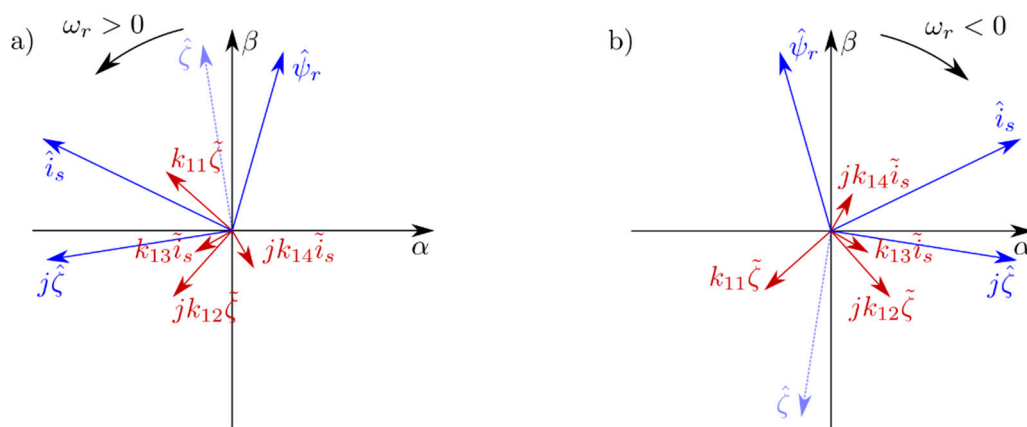 a)
ω_r > 0
β
ζ̂
ψ̂_r
î_s
k_{11}ζ̃
α
k_{13}ĩ_s
jk_{14}ĩ_s
jζ̂
jk_{12}ζ̃
b)
ω_r < 0
β
ψ̂_r
î_s
jk_{14}ĩ_s
α
k_{13}ĩ_s
jζ̂
k_{11}ζ̃
jk_{12}ζ̃
ζ̂